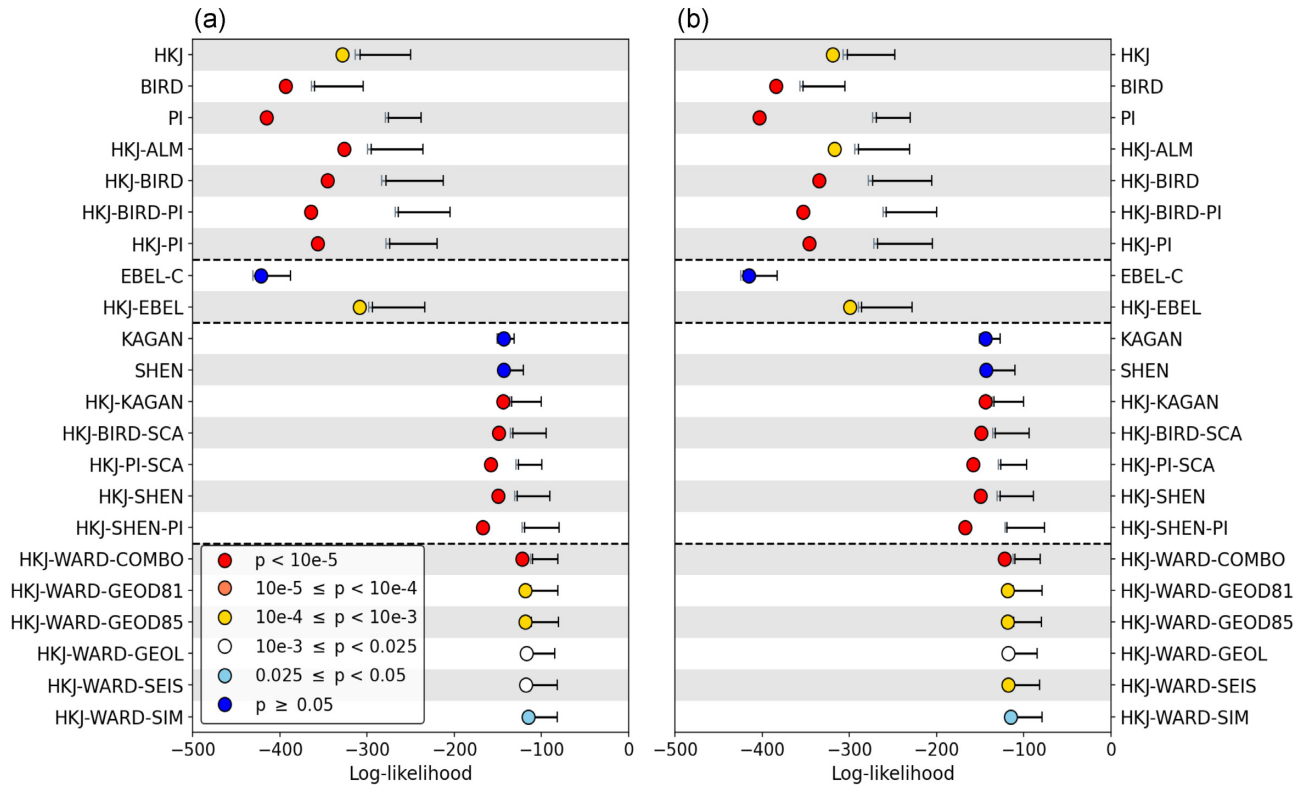 (a)
HKJ
BIRD
PI
HKJ-ALM
HKJ-BIRD
HKJ-BIRD-PI
HKJ-PI
EBEL-C
HKJ-EBEL
KAGAN
SHEN
HKJ-KAGAN
HKJ-BIRD-SCA
HKJ-PI-SCA
HKJ-SHEN
HKJ-SHEN-PI
HKJ-WARD-COMBO
HKJ-WARD-GEOD81
HKJ-WARD-GEOD85
HKJ-WARD-GEOL
HKJ-WARD-SEIS
HKJ-WARD-SIM
p < 10e-5
10e-5 ≤ p < 10e-4
10e-4 ≤ p < 10e-3
10e-3 ≤ p < 0.025
0.025 ≤ p < 0.05
p ≥ 0.05
−500 −400 −300 −200 −100 0
Log-likelihood
(b)
HKJ
BIRD
PI
HKJ-ALM
HKJ-BIRD
HKJ-BIRD-PI
HKJ-PI
EBEL-C
HKJ-EBEL
KAGAN
SHEN
HKJ-KAGAN
HKJ-BIRD-SCA
HKJ-PI-SCA
HKJ-SHEN
HKJ-SHEN-PI
HKJ-WARD-COMBO
HKJ-WARD-GEOD81
HKJ-WARD-GEOD85
HKJ-WARD-GEOL
HKJ-WARD-SEIS
HKJ-WARD-SIM
−500 −400 −300 −200 −100 0
Log-likelihood